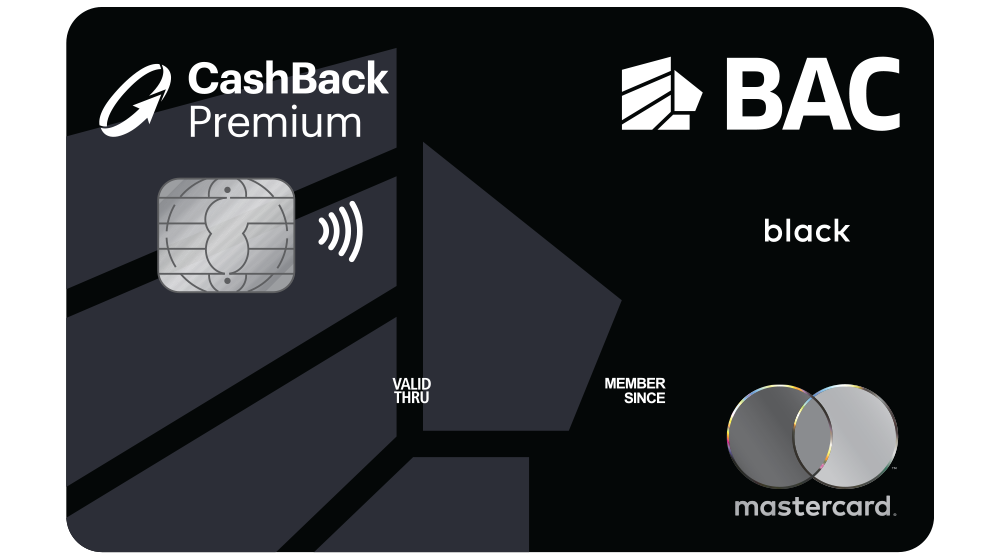 CashBack
Premium
BAC
black
VALID
THRU
MEMBER
SINCE
mastercard.